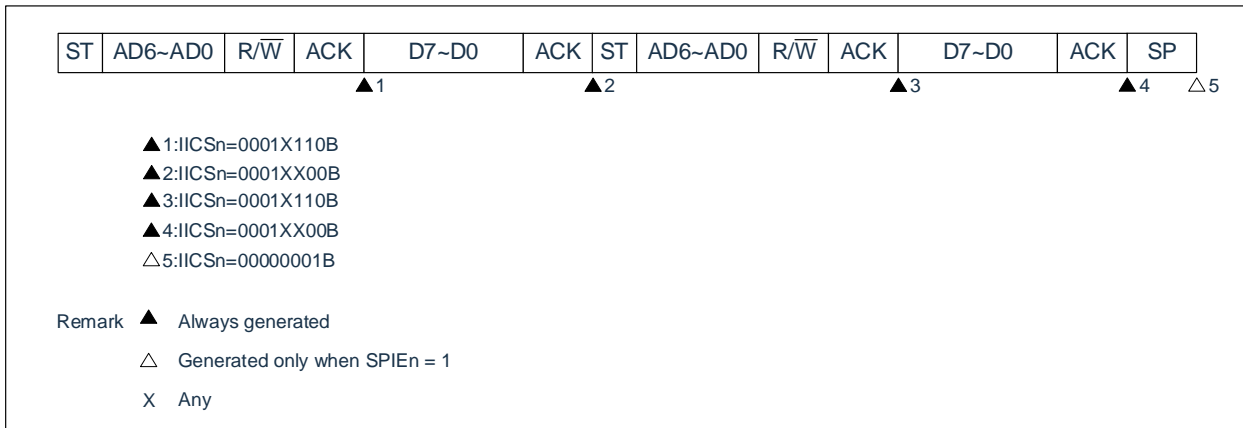 ST AD6~AD0 R/W̅ ACK D7~D0 ACK ST AD6~AD0 R/W̅ ACK D7~D0 ACK SP
▲1 ▲2 ▲3 ▲4 △5
▲1:IICSn=0001X110B
▲2:IICSn=0001XX00B
▲3:IICSn=0001X110B
▲4:IICSn=0001XX00B
△5:IICSn=00000001B
Remark ▲ Always generated
△ Generated only when SPIEn = 1
X Any